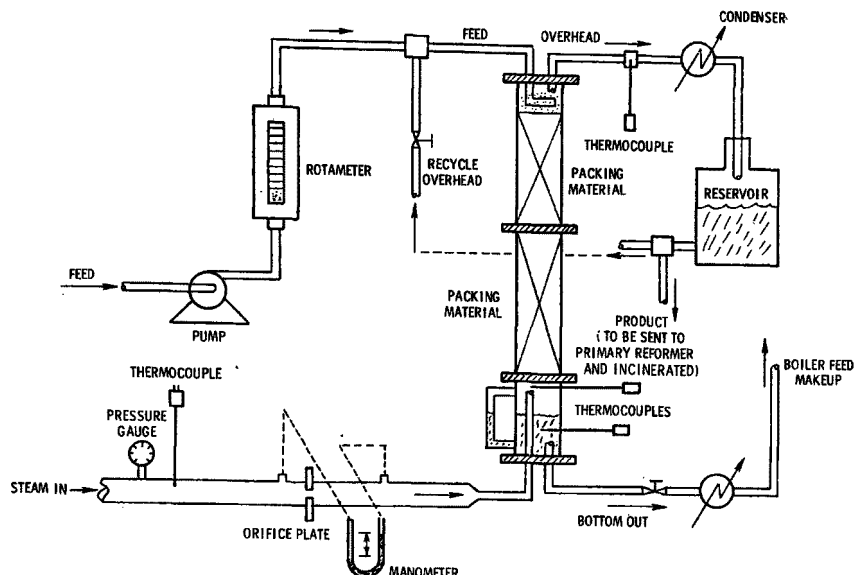 CONDENSER
FEED
OVERHEAD
THERMOCOUPLE
ROTAMETER
RECYCLE
OVERHEAD
PACKING
MATERIAL
RESERVOIR
FEED
PUMP
PACKING
MATERIAL
PRODUCT
(TO BE SENT TO
PRIMARY REFORMER
AND INCINERATED)
BOILER FEED
MAKEUP
THERMOCOUPLE
PRESSURE
GAUGE
THERMOCOUPLES
STEAM IN
ORIFICE PLATE
BOTTOM OUT
MANOMETER